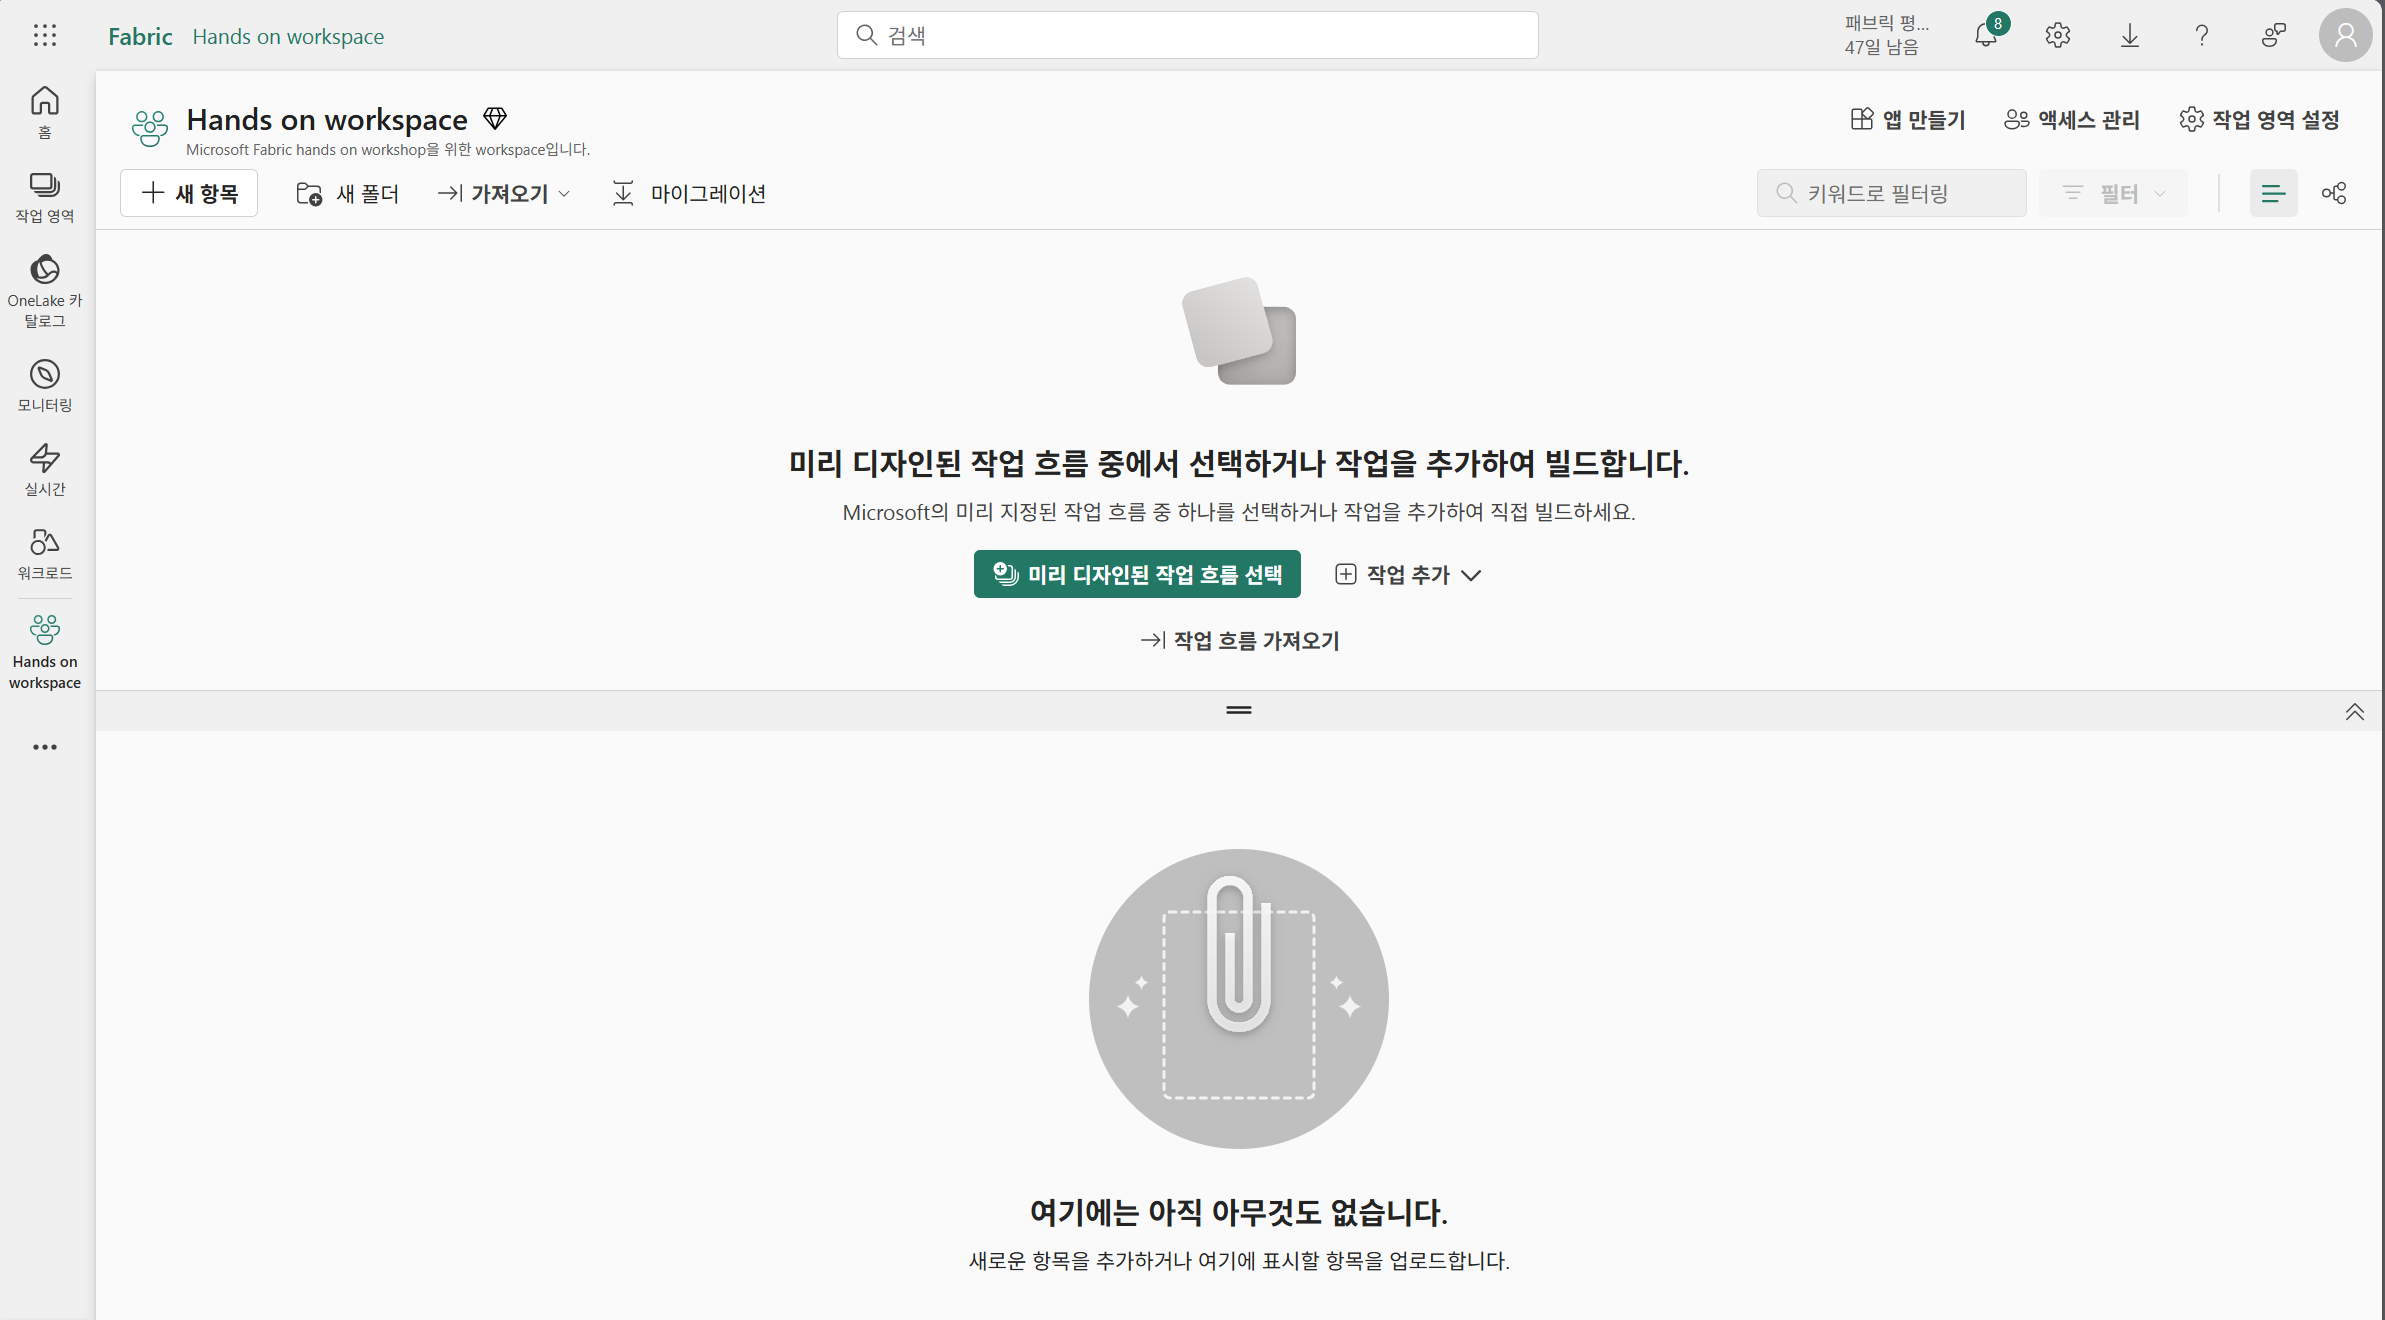 Fabric Hands on workspace
검색
패브릭 평...
47일 남음
8
홈
작업 영역
OneLake 카
탈로그
모니터링
실시간
워크로드
Hands on
workspace
Hands on workspace
Microsoft Fabric hands on workshop을 위한 workspace입니다.
앱 만들기 액세스 관리 작업 영역 설정
새 항목 새 폴더 가져오기 마이그레이션
키워드로 필터링 필터
미리 디자인된 작업 흐름 중에서 선택하거나 작업을 추가하여 빌드합니다.
Microsoft의 미리 지정된 작업 흐름 중 하나를 선택하거나 작업을 추가하여 직접 빌드하세요.
미리 디자인된 작업 흐름 선택 작업 추가
작업 흐름 가져오기
여기에는 아직 아무것도 없습니다.
새로운 항목을 추가하거나 여기에 표시할 항목을 업로드합니다.